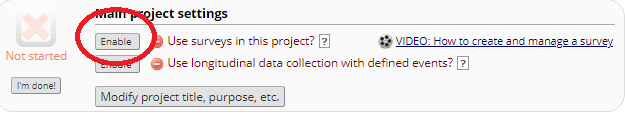 Main project settings
Enable Use surveys in this project? ? VIDEO: How to create and manage a survey
Not started
Enable Use longitudinal data collection with defined events? ?
I'm done!
Modify project title, purpose, etc.